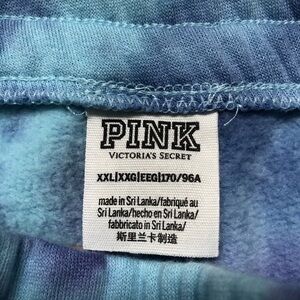 PINK
VICTORIA'S SECRET
XXL|XXG|EEG|170/96A
made in Sri Lanka/fabriqué au
Sri Lanka/hecho en Sri Lanka/
fabbricato in Sri Lanka/
斯里兰卡制造